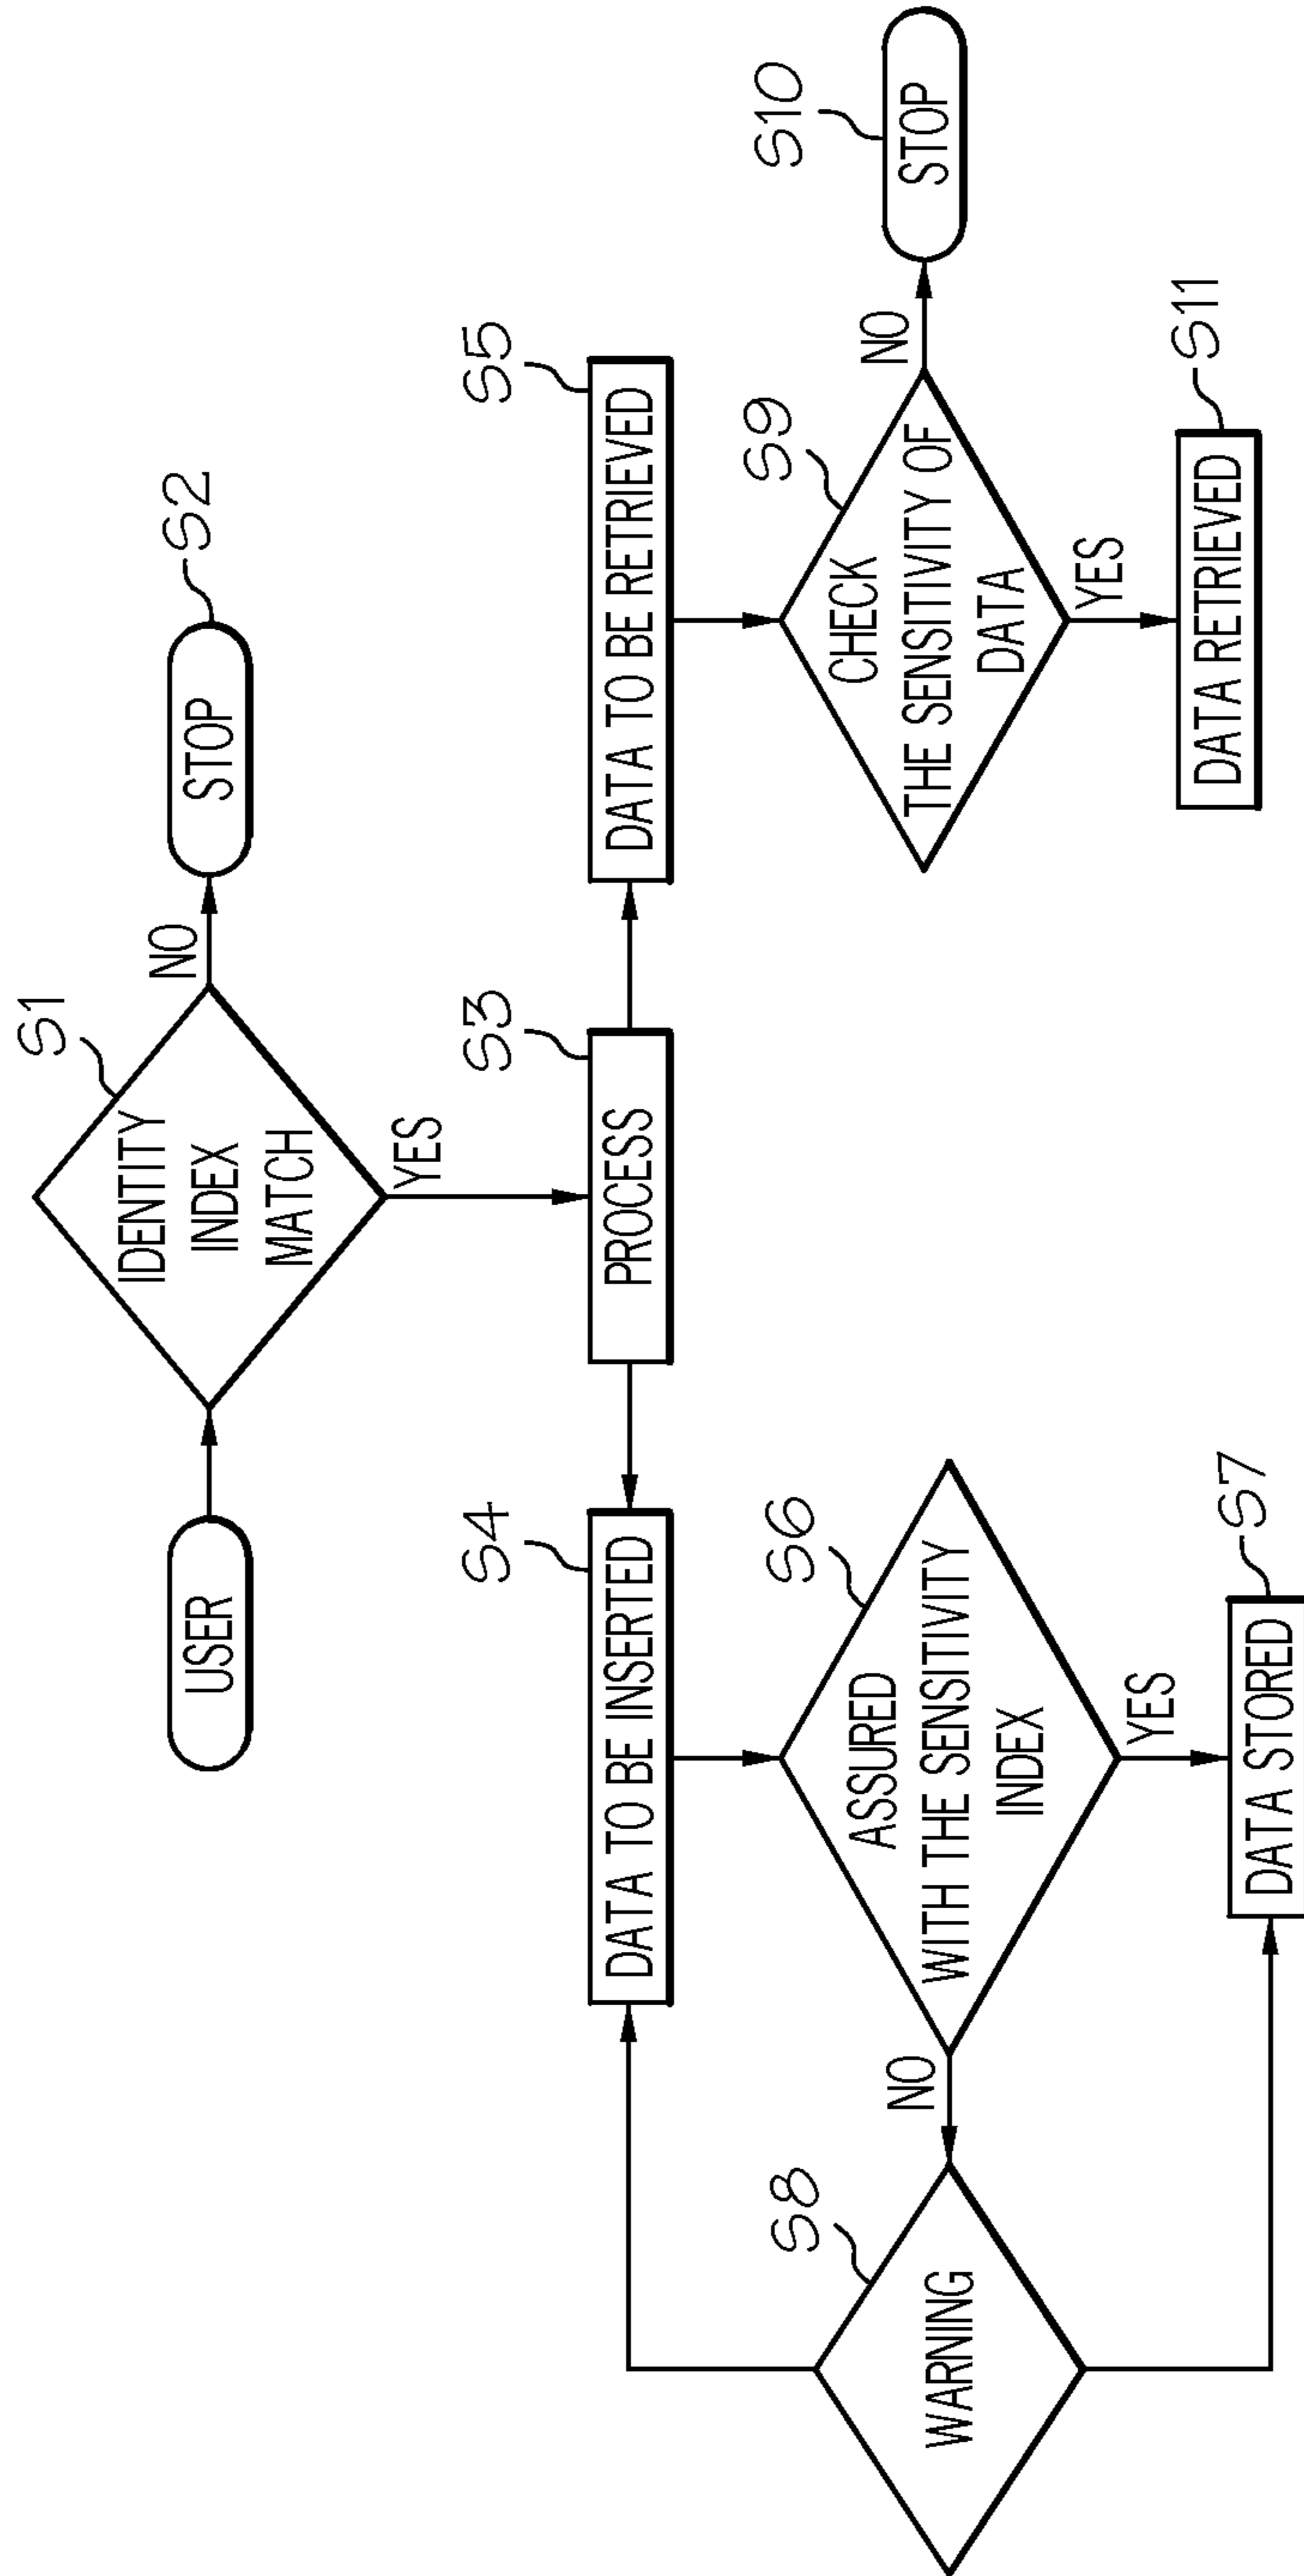 USER
IDENTITY
INDEX
MATCH
S1
NO
STOP
S2
YES
PROCESS
S3
DATA TO BE INSERTED
S4
DATA TO BE RETRIEVED
S5
WARNING
S8
NO
ASSURED
WITH THE SENSITIVITY
INDEX
S6
YES
DATA STORED
S7
CHECK
THE SENSITIVITY OF
DATA
S9
NO
STOP
S10
YES
DATA RETRIEVED
S11